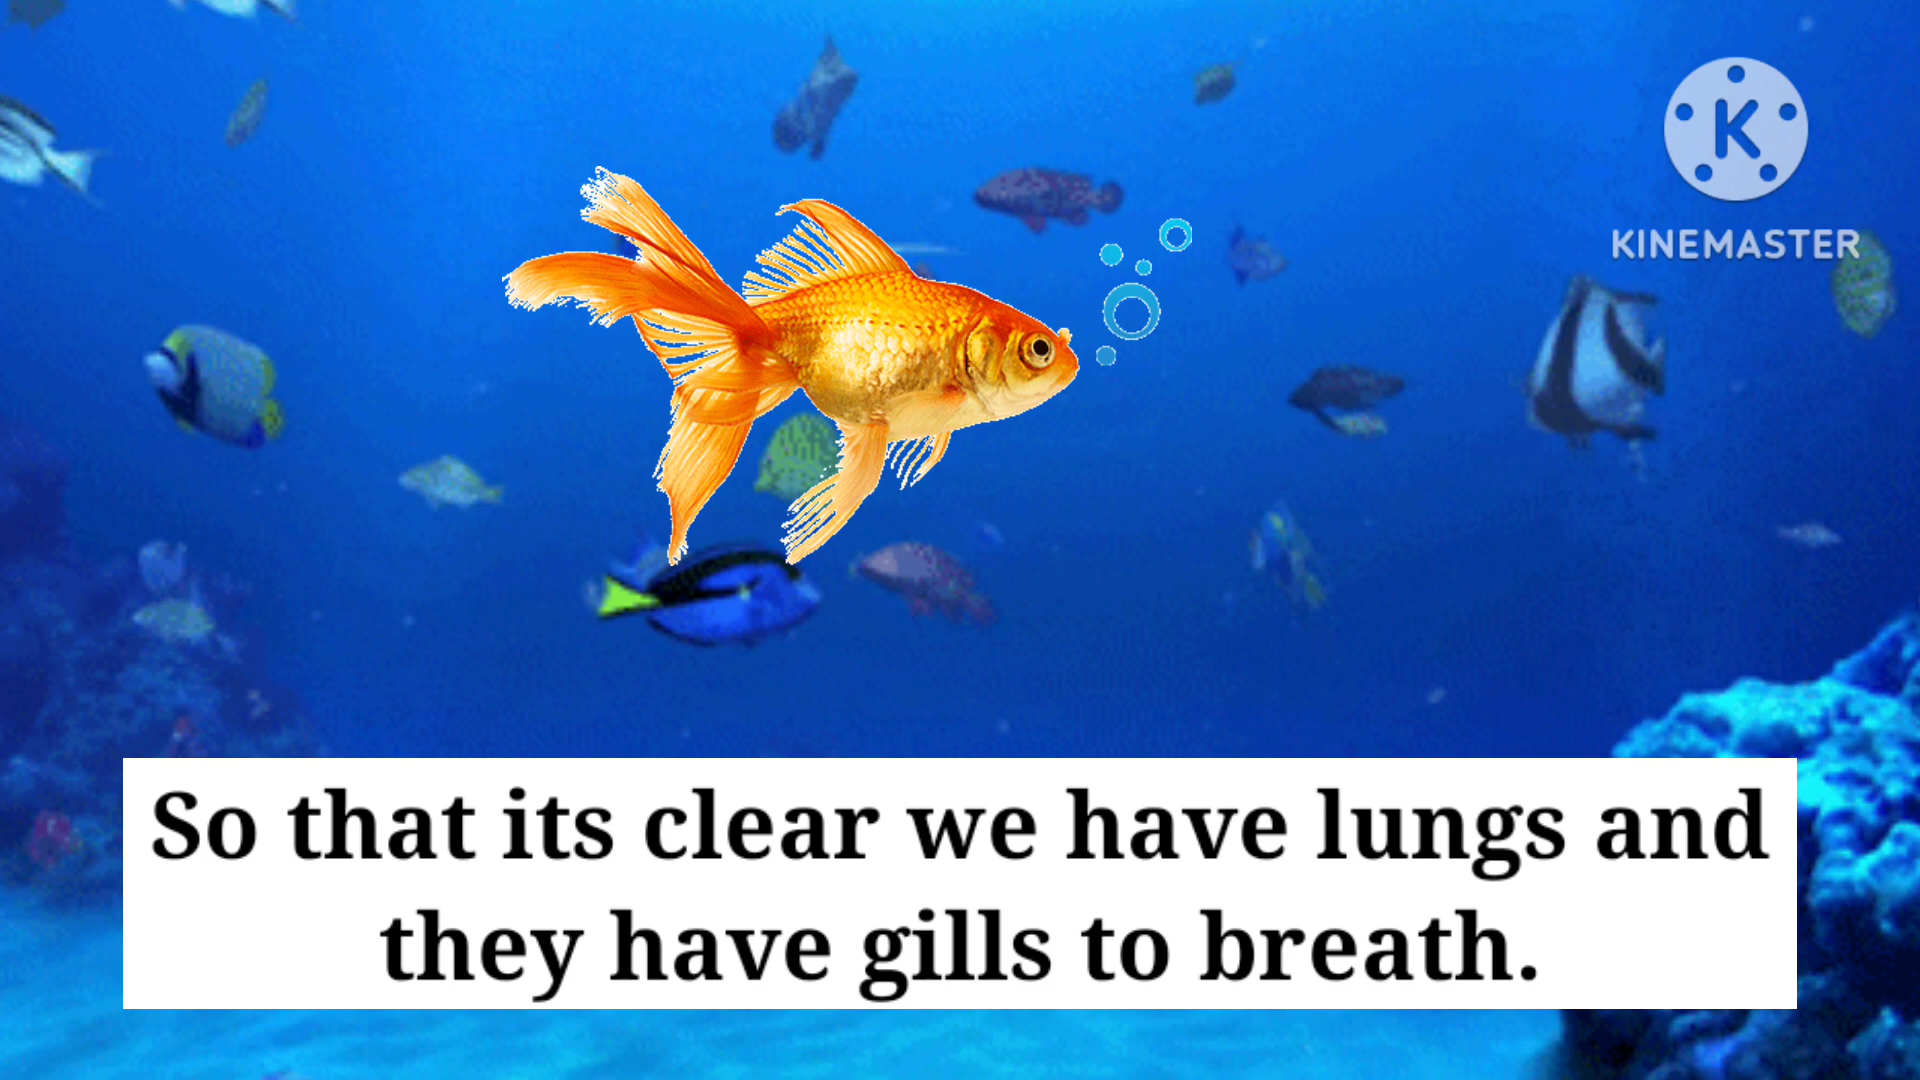 K
KINEMASTER
So that its clear we have lungs and
they have gills to breath.